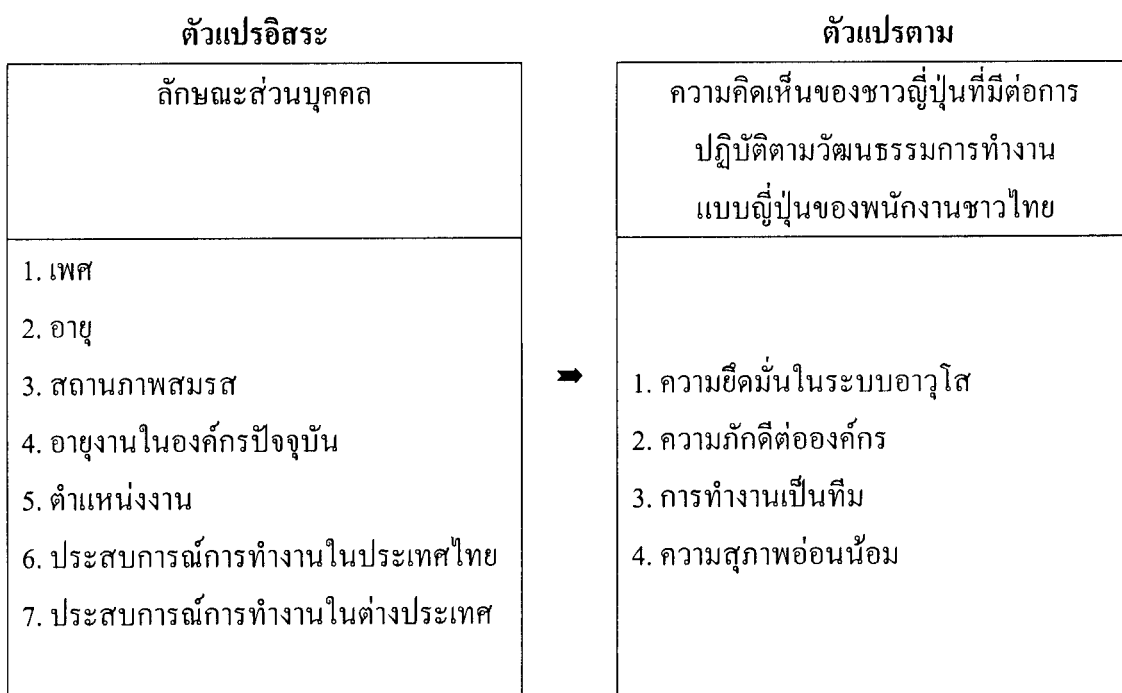 ตัวแปรอิสระ
ลักษณะส่วนบุคคล
1. เพศ
2. อายุ
3. สถานภาพสมรส
4. อายุงานในองค์กรปัจจุบัน
5. ตำแหน่งงาน
6. ประสบการณ์การทำงานในประเทศไทย
7. ประสบการณ์การทำงานในต่างประเทศ
ตัวแปรตาม
ความคิดเห็นของชาวญี่ปุ่นที่มีต่อการ
ปฏิบัติตามวัฒนธรรมการทำงาน
แบบญี่ปุ่นของพนักงานชาวไทย
1. ความยึดมั่นในระบบอาวุโส
2. ความภักดีต่อองค์กร
3. การทำงานเป็นทีม
4. ความสุภาพอ่อนน้อม